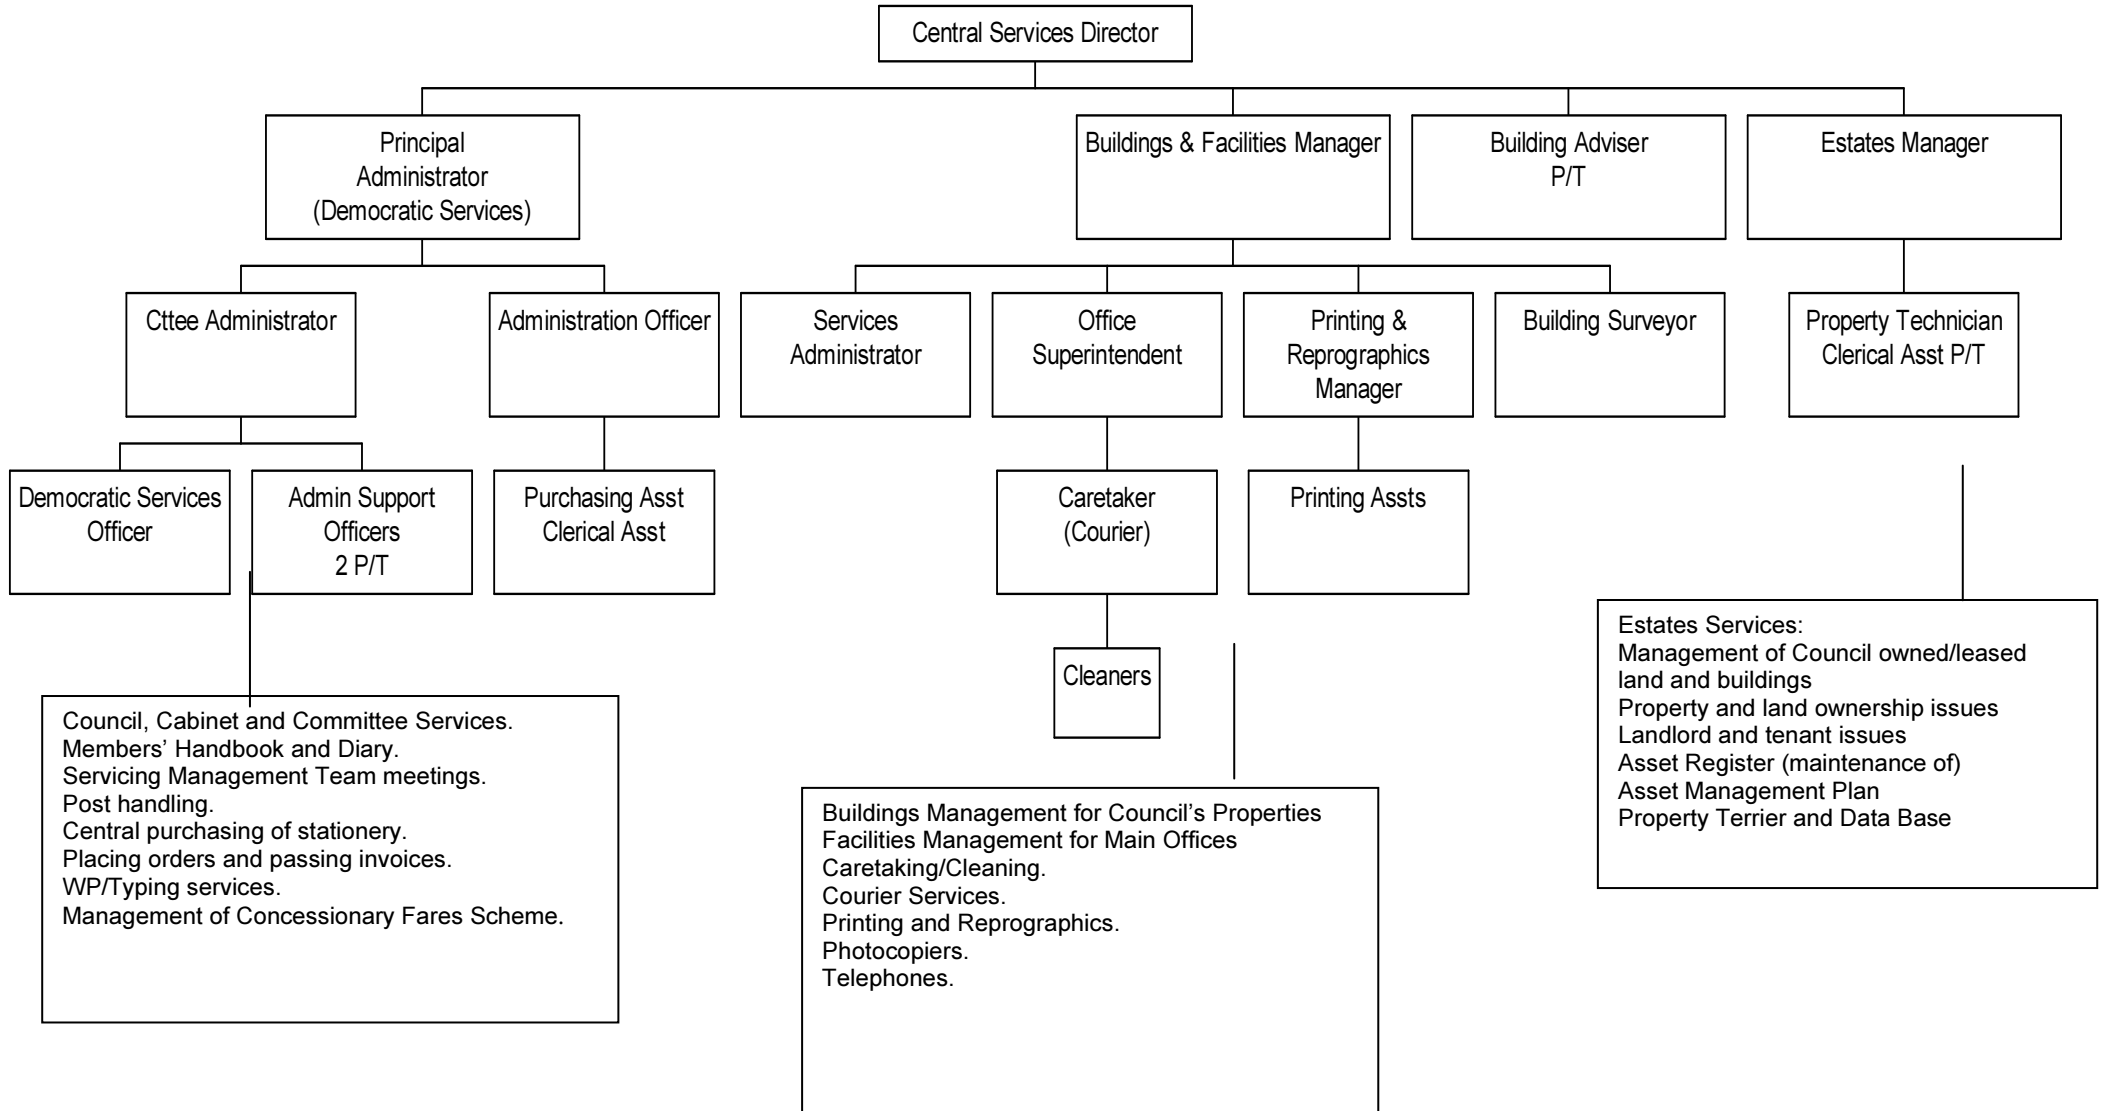 Central Services Director
Principal
Administrator
(Democratic Services)
Buildings & Facilities Manager
Building Adviser
P/T
Estates Manager
Cttee Administrator
Administration Officer
Services
Administrator
Office
Superintendent
Printing &
Reprographics
Manager
Building Surveyor
Property Technician
Clerical Asst P/T
Democratic Services
Officer
Admin Support
Officers
2 P/T
Purchasing Asst
Clerical Asst
Caretaker
(Courier)
Printing Assts
Cleaners
Council, Cabinet and Committee Services.
Members’ Handbook and Diary.
Servicing Management Team meetings.
Post handling.
Central purchasing of stationery.
Placing orders and passing invoices.
WP/Typing services.
Management of Concessionary Fares Scheme.
Buildings Management for Council’s Properties
Facilities Management for Main Offices
Caretaking/Cleaning.
Courier Services.
Printing and Reprographics.
Photocopiers.
Telephones.
Estates Services:
Management of Council owned/leased
land and buildings
Property and land ownership issues
Landlord and tenant issues
Asset Register (maintenance of)
Asset Management Plan
Property Terrier and Data Base